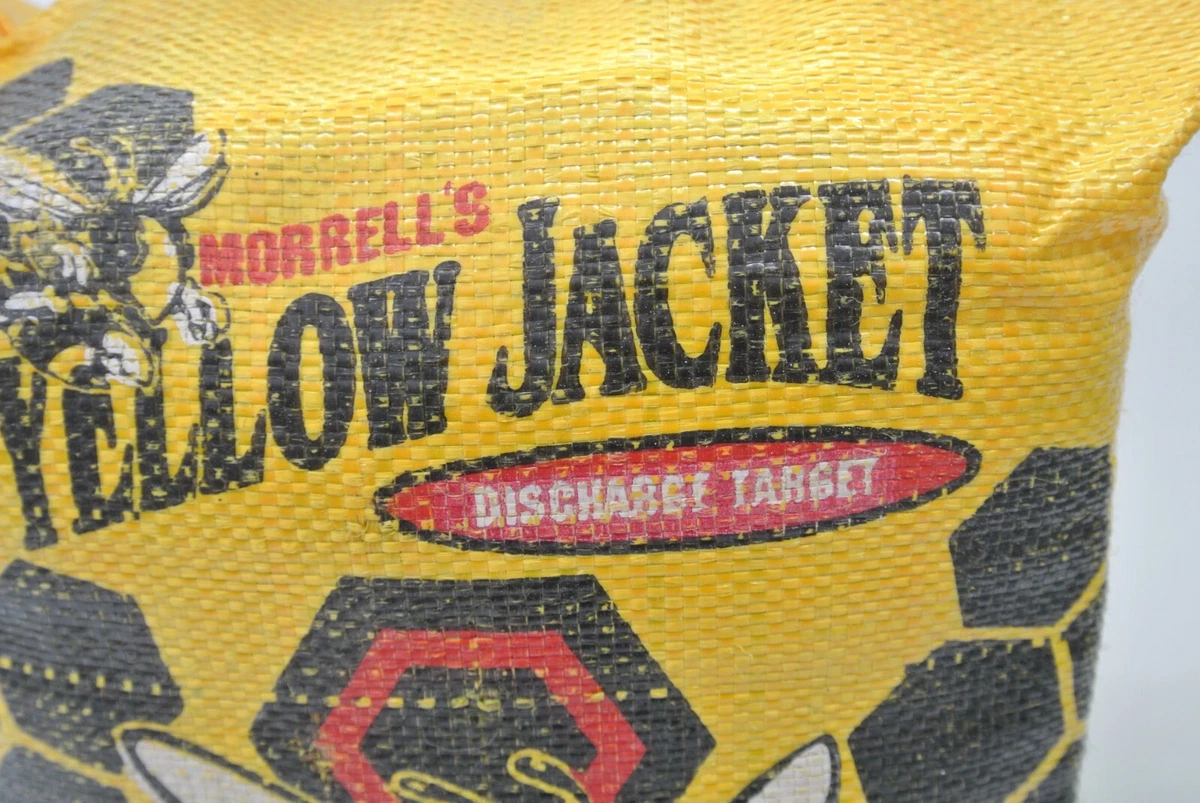 MORRELL'S
YELLOW JACKET
DISCHARGE TARGET